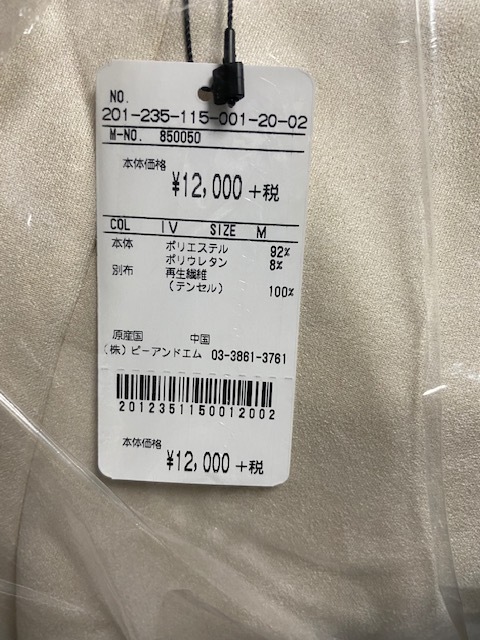 NO.
201-235-115-001-20-02
M-NO. 850050
本体価格
¥12,000 +税
COL IV SIZE M
本体 ポリエステル 92%
ポリウレタン 8%
別布 再生繊維
(テンセル) 100%
原産国 中国
(株)ピーアンドエム 03-3861-3761
2012351150012002
本体価格
¥12,000 +税